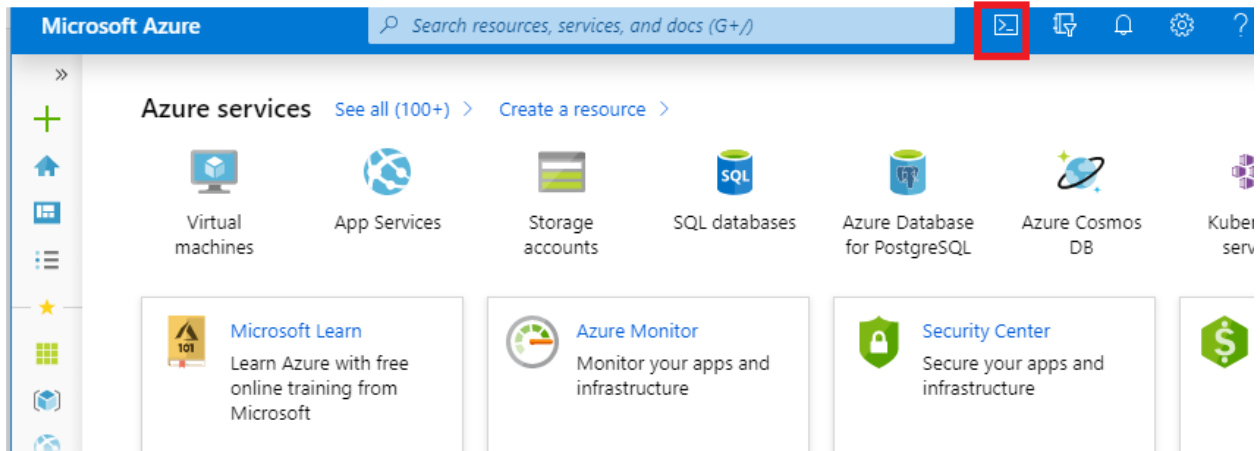 Microsoft Azure
Search resources, services, and docs (G+/)
?
Azure services
See all (100+) >
Create a resource >
SQL
Virtual
machines
App Services
Storage
accounts
SQL databases
Azure Database
for PostgreSQL
Azure Cosmos
DB
Kuber
serv
101
Microsoft Learn
Learn Azure with free
online training from
Microsoft
Azure Monitor
Monitor your apps and
infrastructure
Security Center
Secure your apps and
infrastructure
$